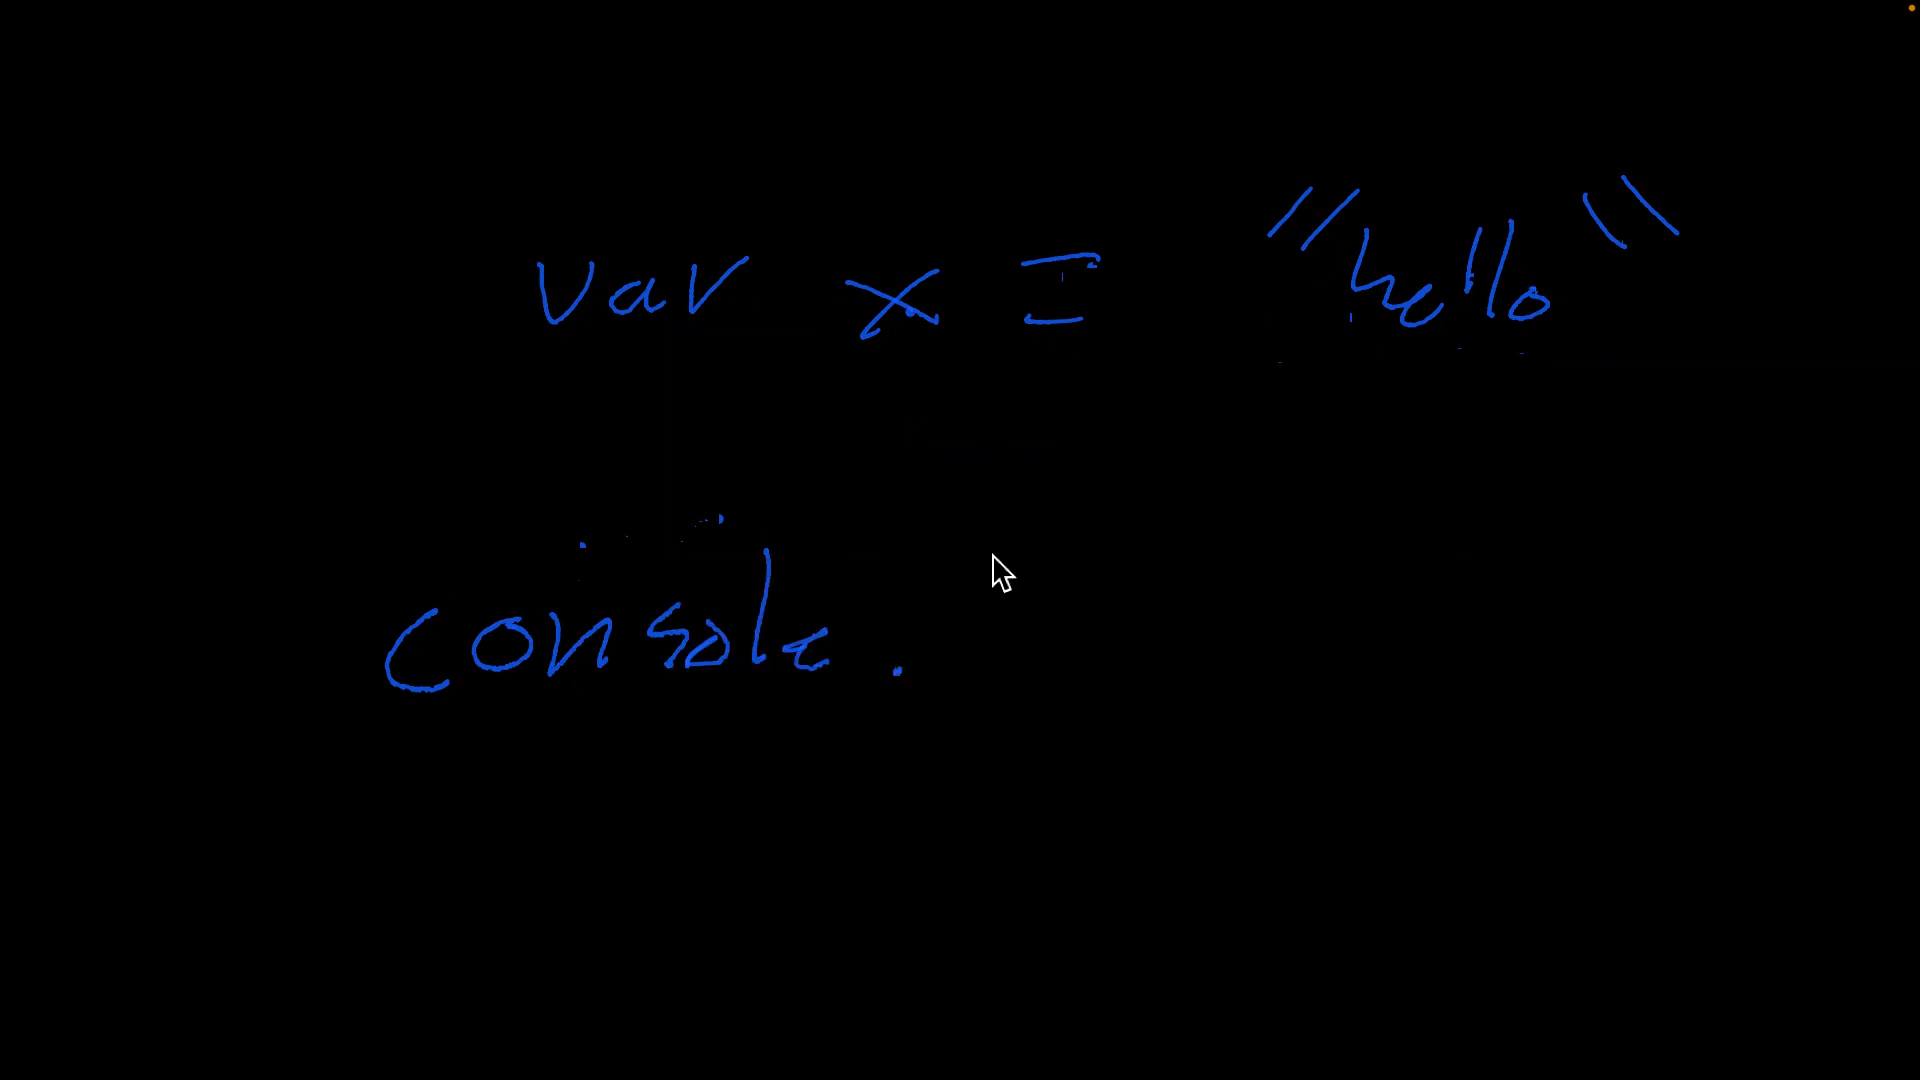 var x = "hello"
console.